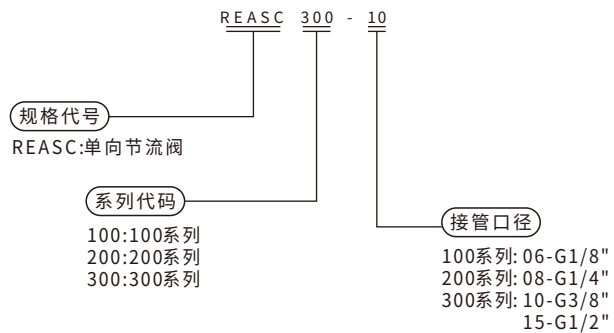 REASC 300 - 10
规格代号
REASC:单向节流阀
系列代码
100:100系列
200:200系列
300:300系列
接管口径
100系列: 06-G1/8"
200系列: 08-G1/4"
300系列: 10-G3/8"
15-G1/2"